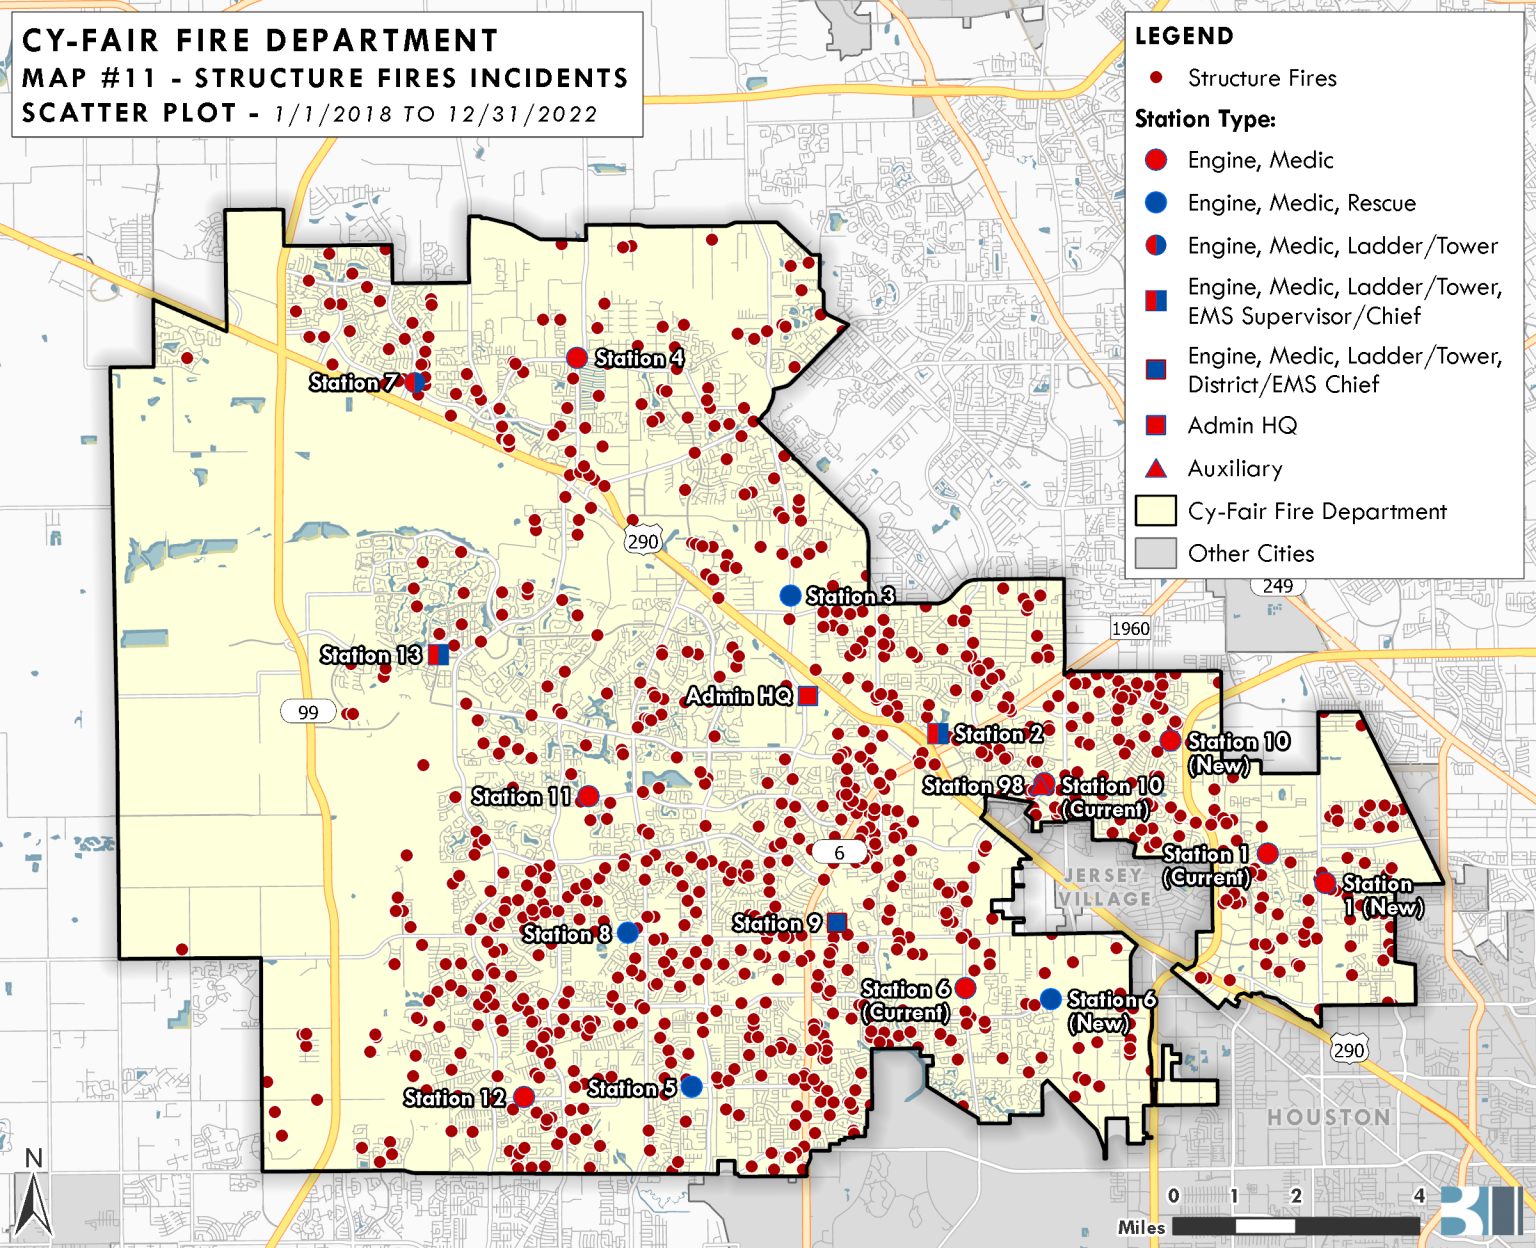 CY-FAIR FIRE DEPARTMENT
MAP #11 - STRUCTURE FIRES INCIDENTS
SCATTER PLOT - 1/1/2018 TO 12/31/2022
LEGEND
Structure Fires
Station Type:
Engine, Medic
Engine, Medic, Rescue
Engine, Medic, Ladder/Tower
Engine, Medic, Ladder/Tower,
EMS Supervisor/Chief
Engine, Medic, Ladder/Tower,
District/EMS Chief
Admin HQ
Auxiliary
Cy-Fair Fire Department
Other Cities
Station 4
Station 7
290
249
Station 3
1960
Station 13
Admin HQ
99
Station 2
Station 10
(New)
Station 98
Station 10
(Current)
Station 11
6
Station 1
(Current)
JERSEY
VILLAGE
Station
1 (New)
Station 9
Station 8
Station 6
(Current)
Station 6
(New)
290
Station 5
Station 12
HOUSTON
N
0 1 2 4
Miles